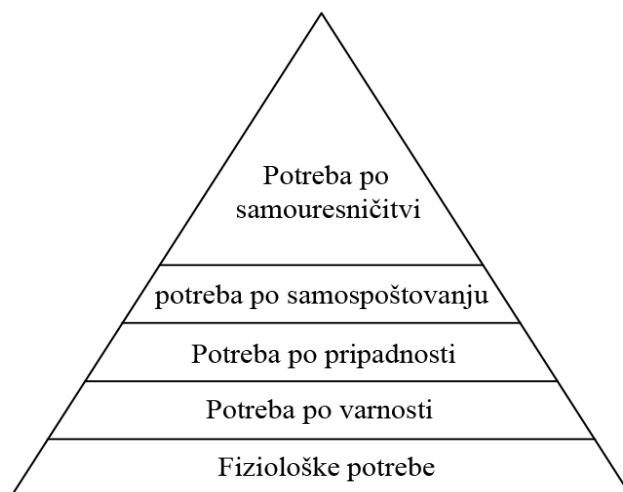 Potreba po
samouresničitvi
potreba po samospoštovanju
Potreba po pripadnosti
Potreba po varnosti
Fiziološke potrebe